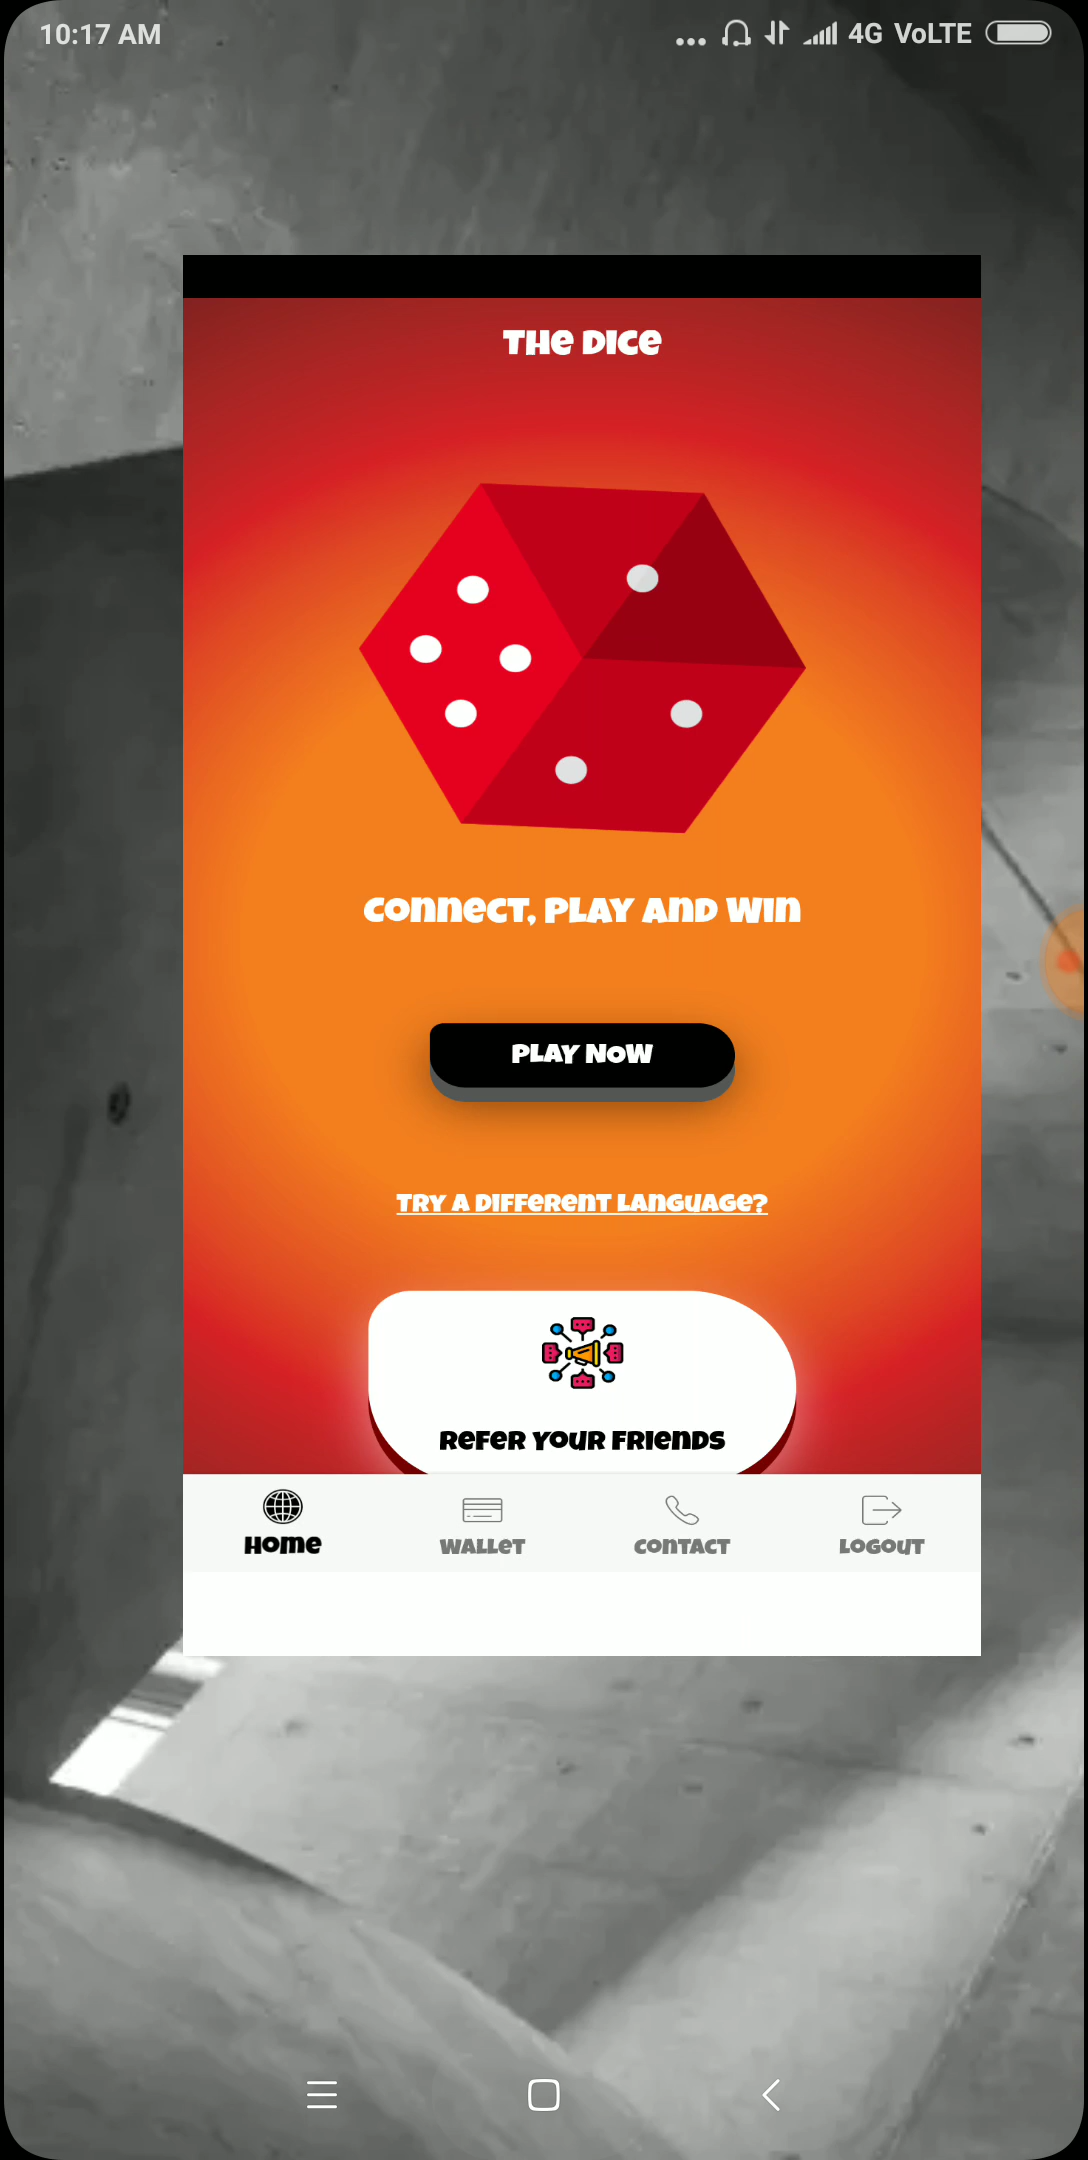 10:17 AM
4G VoLTE
THE DICE
CONNECT, PLAY AND WIN
PLAY NOW
TRY A DIFFERENT LANGUAGE?
REFER YOUR FRIENDS
HOME
WALLET
CONTACT
LOGOUT